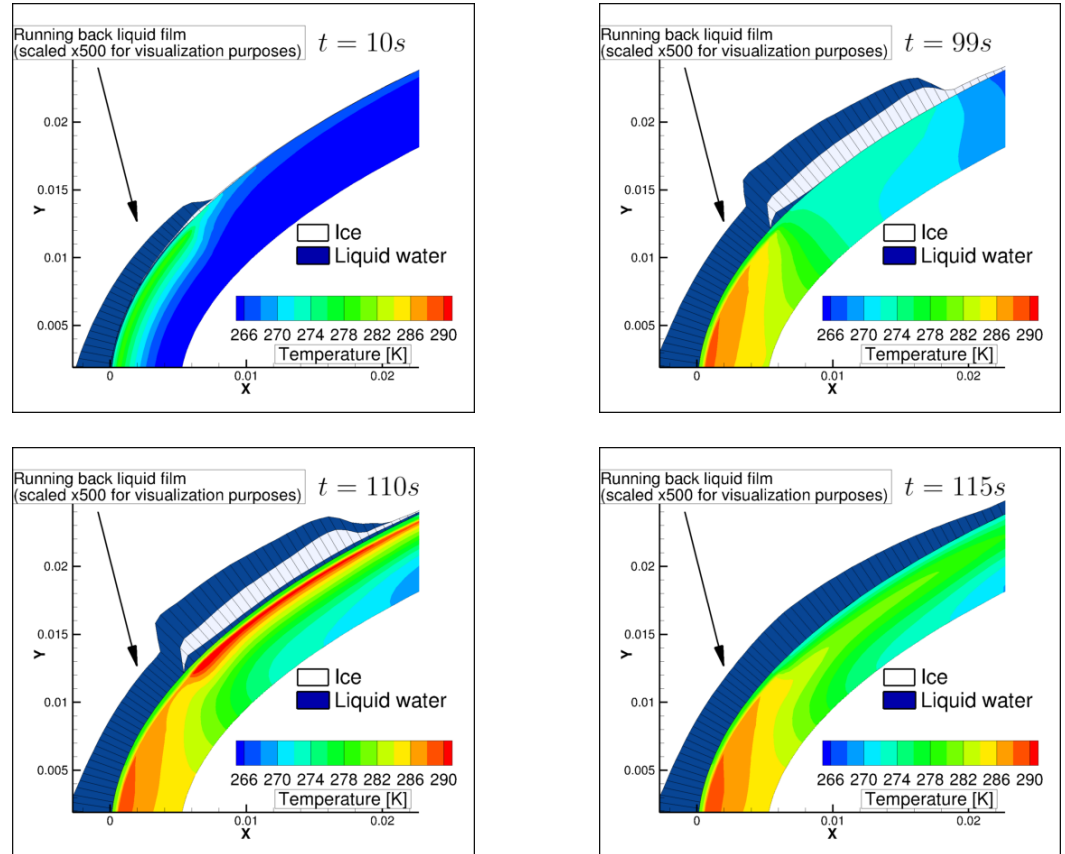 Running back liquid film
(scaled x500 for visualization purposes)
t = 10s
0.02
0.015
Y
0.01
0.005
Ice
Liquid water
266 270 274 278 282 286 290
Temperature [K]
0
0.01
0.02
X
Running back liquid film
(scaled x500 for visualization purposes)
t = 99s
0.02
0.015
Y
0.01
0.005
Ice
Liquid water
266 270 274 278 282 286 290
Temperature [K]
0
0.01
0.02
X
Running back liquid film
(scaled x500 for visualization purposes)
t = 110s
0.02
0.015
Y
0.01
0.005
Ice
Liquid water
266 270 274 278 282 286 290
Temperature [K]
0
0.01
0.02
X
Running back liquid film
(scaled x500 for visualization purposes)
t = 115s
0.02
0.015
Y
0.01
0.005
Ice
Liquid water
266 270 274 278 282 286 290
Temperature [K]
0
0.01
0.02
X